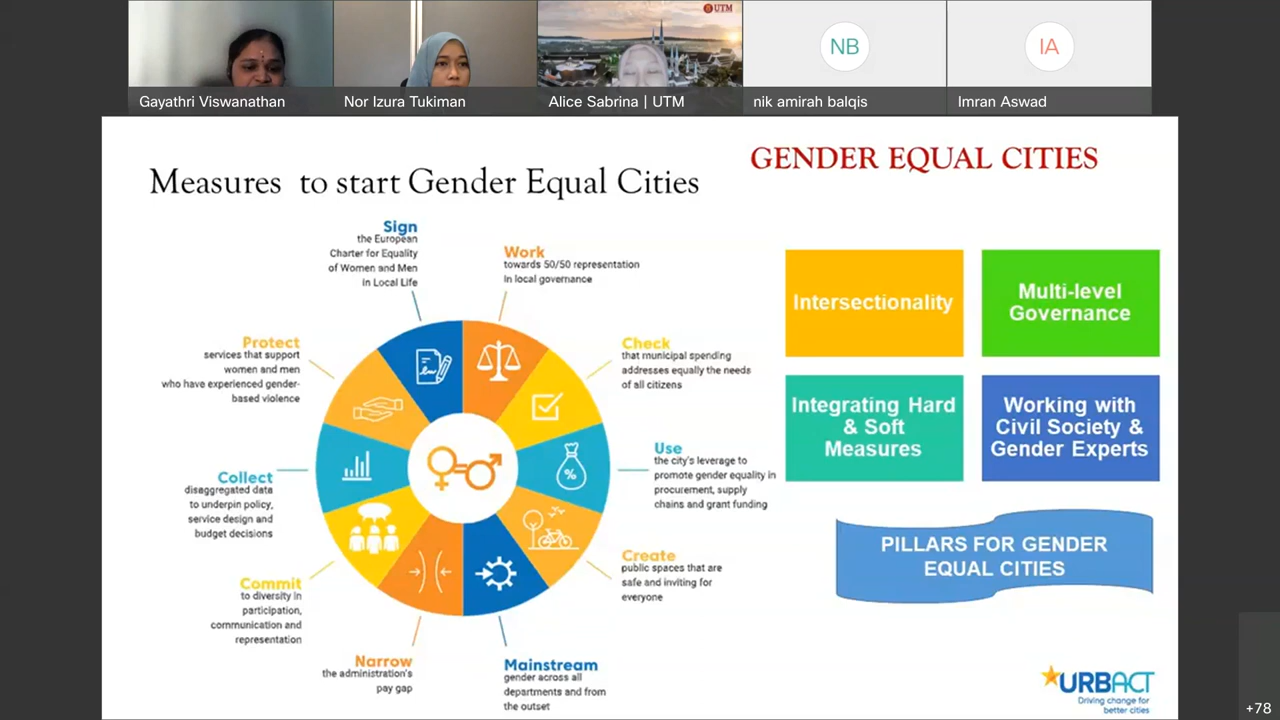 UTM
NB
IA
Gayathri Viswanathan
Nor Izura Tukiman
Alice Sabrina | UTM
nik amirah balqis
Imran Aswad
Measures to start Gender Equal Cities
GENDER EQUAL CITIES
Sign
the European
Charter for Equality
of Women and Men
in Local Life
Work
towards 50/50 representation
in local governance
Check
that municipal spending
addresses equally the needs
of all citizens
Use
the city's leverage to
promote gender equality in
procurement, supply
chains and grant funding
Create
public spaces that are
safe and inviting for
everyone
Mainstream
gender across all
departments and from
the outset
Narrow
the administration's
pay gap
Commit
to diversity in
participation,
communication and
representation
Collect
disaggregated data
to underpin policy,
service design and
budget decisions
Protect
services that support
women and men
who have experienced gender-
based violence
%
Intersectionality
Multi-level
Governance
Integrating Hard
& Soft
Measures
Working with
Civil Society &
Gender Experts
PILLARS FOR GENDER
EQUAL CITIES
URBACT
Driving change for
better cities
+78